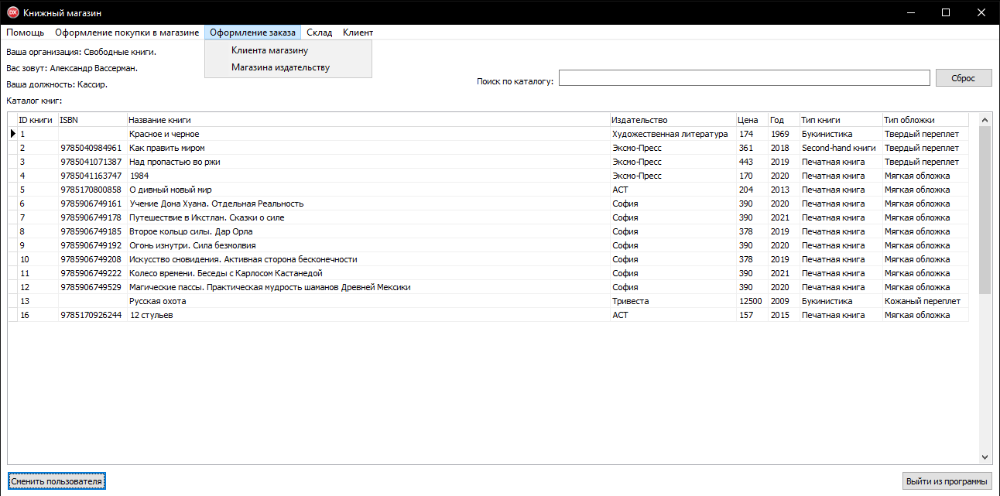 DX Книжный магазин
Помощь Оформление покупки в магазине Оформление заказа Склад Клиент
Клиента магазину
Магазина издательству
Ваша организация: Свободные книги.
Вас зовут: Александр Вассерман.
Ваша должность: Кассир.
Поиск по каталогу: Сброс
Каталог книг:
ID книги ISBN Название книги Издательство Цена Год Тип книги Тип обложки
1 Красное и черное Художественная литература 174 1969 Букинистика Твердый переплет
2 9785040984961 Как править миром Эксмо-Пресс 361 2018 Second-hand книги Твердый переплет
3 9785041071387 Над пропастью во ржи Эксмо-Пресс 443 2019 Печатная книга Твердый переплет
4 9785041163747 1984 Эксмо-Пресс 170 2020 Печатная книга Мягкая обложка
5 9785170800858 О дивный новый мир АСТ 204 2013 Печатная книга Мягкая обложка
6 9785906749161 Учение Дона Хуана. Отдельная Реальность София 390 2020 Печатная книга Мягкая обложка
7 9785906749178 Путешествие в Икстлан. Сказки о силе София 390 2021 Печатная книга Мягкая обложка
8 9785906749185 Второе кольцо силы. Дар Орла София 378 2019 Печатная книга Мягкая обложка
9 9785906749192 Огонь изнутри. Сила безмолвия София 390 2020 Печатная книга Мягкая обложка
10 9785906749208 Искусство сновидения. Активная сторона бесконечности София 378 2019 Печатная книга Мягкая обложка
11 9785906749222 Колесо времени. Беседы с Карлосом Кастанедой София 390 2021 Печатная книга Мягкая обложка
12 9785906749529 Магические пассы. Практическая мудрость шаманов Древней Мексики София 390 2020 Печатная книга Мягкая обложка
13 Русская охота Тривеста 12500 2009 Букинистика Кожаный переплет
16 9785170926244 12 стульев АСТ 157 2015 Печатная книга Мягкая обложка
Сменить пользователя Выйти из программы